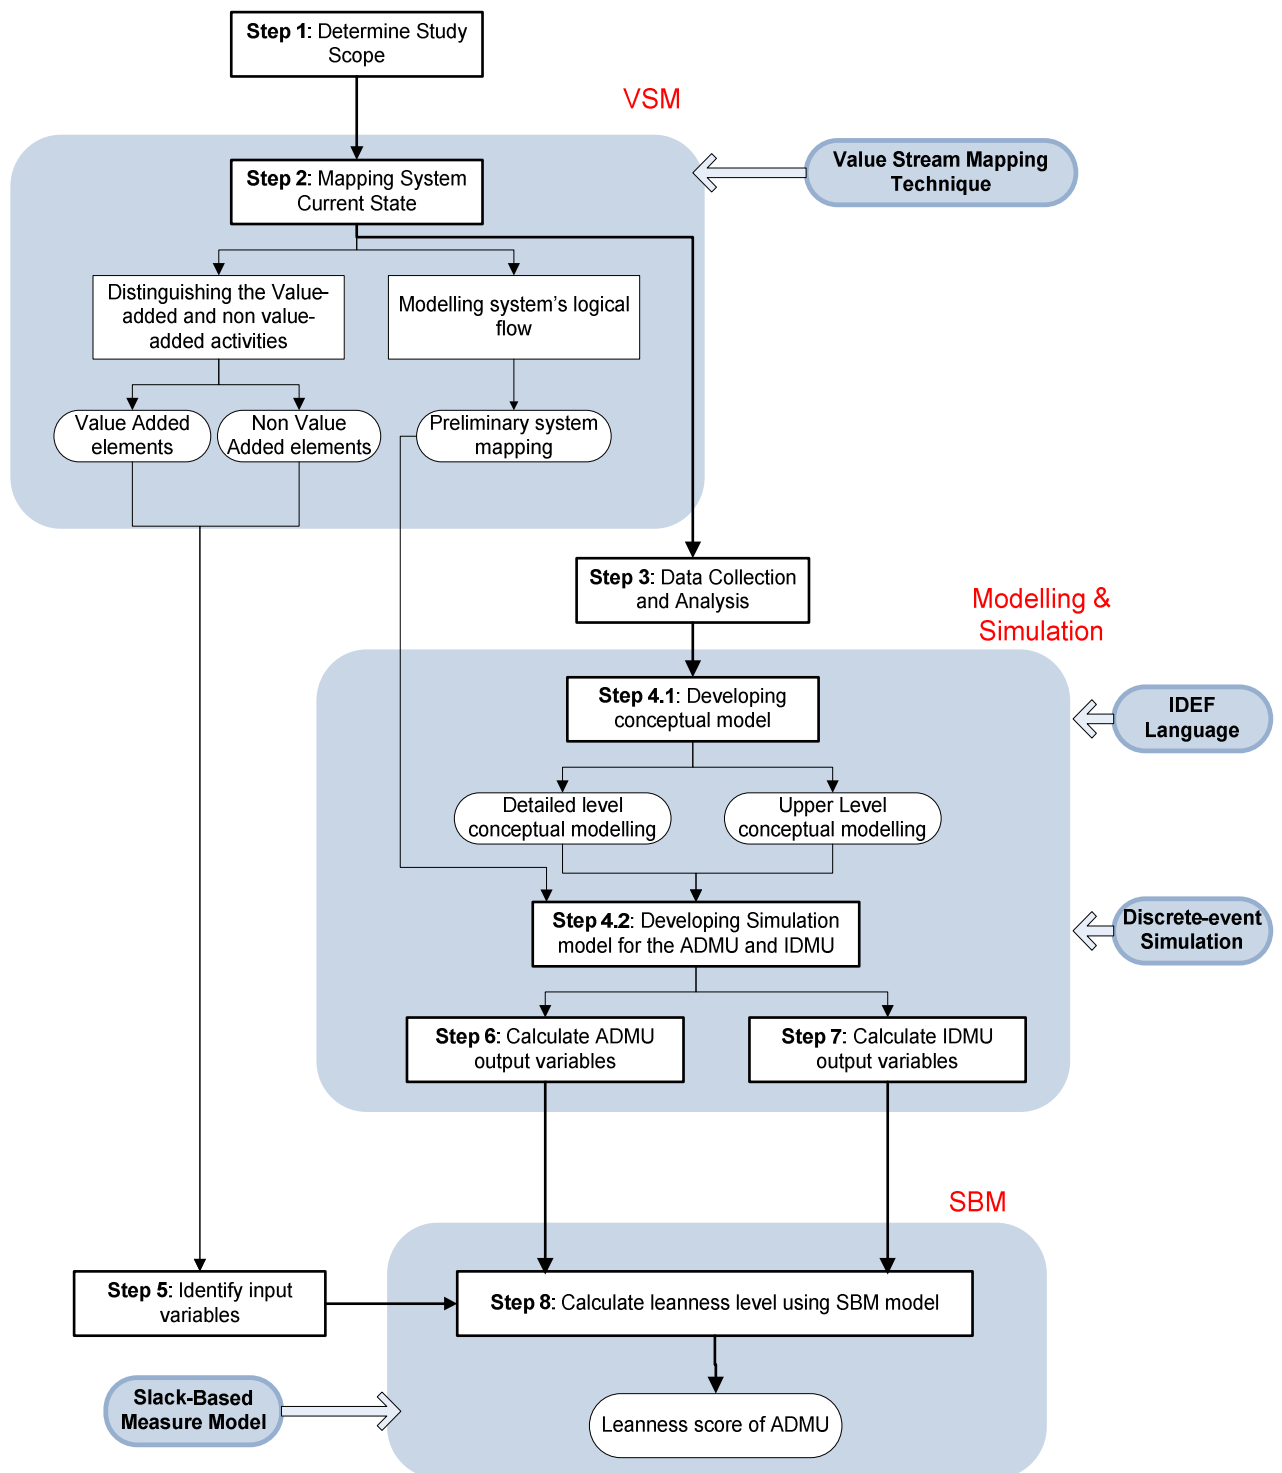 Step 1: Determine Study
Scope
VSM
Value Stream Mapping
Technique
Step 2: Mapping System
Current State
Distinguishing the Value-
added and non value-
added activities
Modelling system's logical
flow
Value Added
elements
Non Value
Added elements
Preliminary system
mapping
Step 3: Data Collection
and Analysis
Modelling &
Simulation
Step 4.1: Developing
conceptual model
IDEF
Language
Detailed level
conceptual modelling
Upper Level
conceptual modelling
Step 4.2: Developing Simulation
model for the ADMU and IDMU
Discrete-event
Simulation
Step 6: Calculate ADMU
output variables
Step 7: Calculate IDMU
output variables
SBM
Step 5: Identify input
variables
Step 8: Calculate leanness level using SBM model
Slack-Based
Measure Model
Leanness score of ADMU